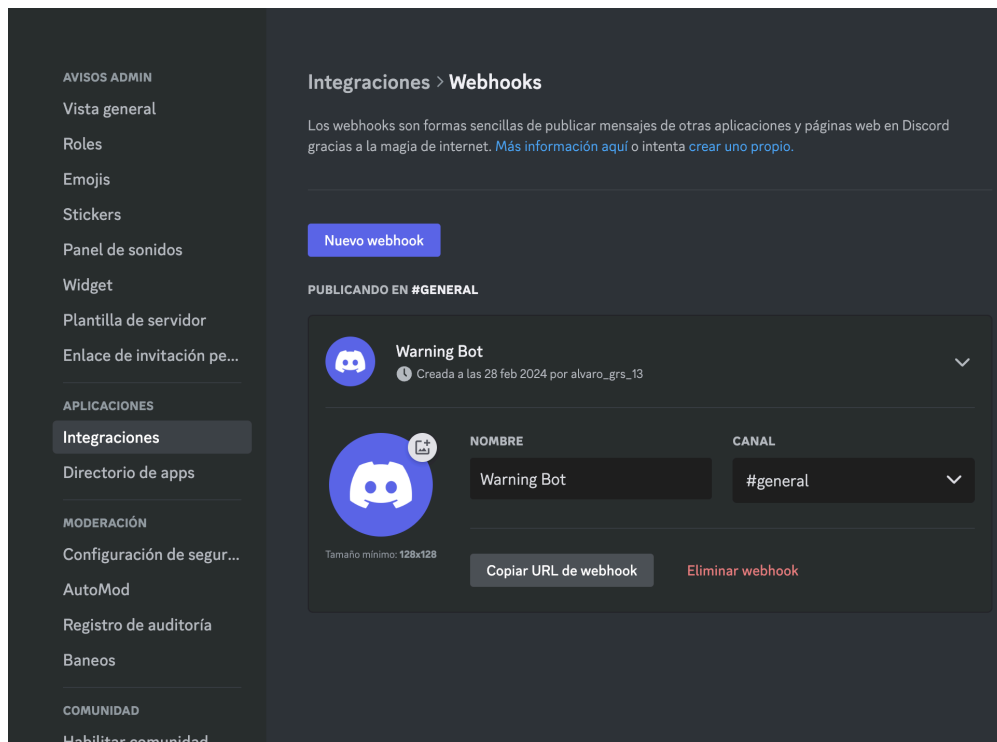 AVISOS ADMIN
Vista general
Roles
Emojis
Stickers
Panel de sonidos
Widget
Plantilla de servidor
Enlace de invitación pe...
APLICACIONES
Integraciones
Directorio de apps
MODERACIÓN
Configuración de segur...
AutoMod
Registro de auditoría
Baneos
COMUNIDAD
Habilitar comunidad
Integraciones > Webhooks
Los webhooks son formas sencillas de publicar mensajes de otras aplicaciones y páginas web en Discord
gracias a la magia de internet. Más información aquí o intenta crear uno propio.
Nuevo webhook
PUBLICANDO EN #GENERAL
Warning Bot
Creada a las 28 feb 2024 por alvaro_grs_13
NOMBRE
Warning Bot
CANAL
#general
Tamaño mínimo: 128x128
Copiar URL de webhook
Eliminar webhook